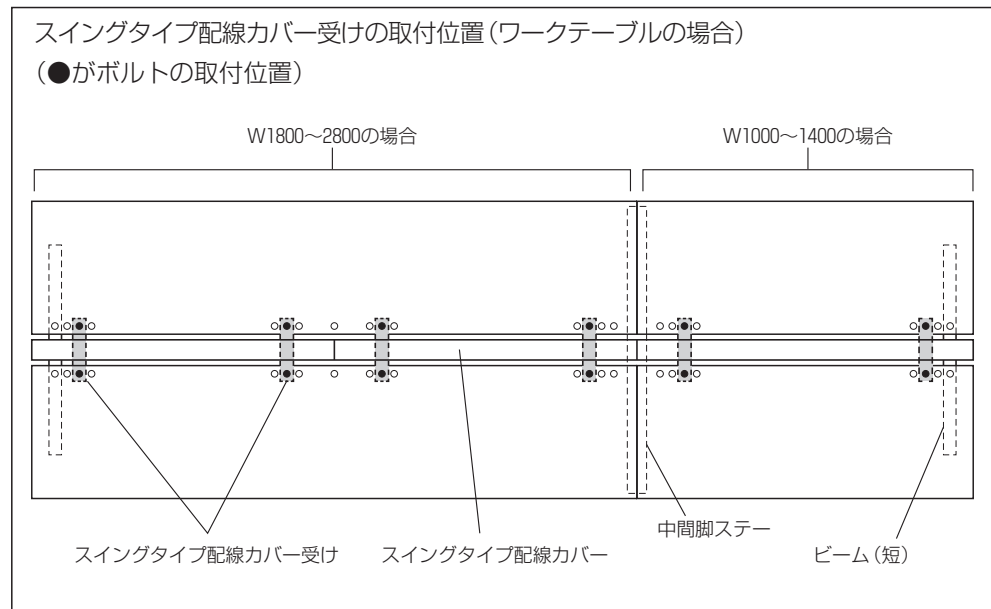 スイングタイプ配線カバー受けの取付位置(ワークテーブルの場合)
(●がボルトの取付位置)
W1800～2800の場合
W1000～1400の場合
中間脚ステー
スイングタイプ配線カバー受け
スイングタイプ配線カバー
ビーム(短)